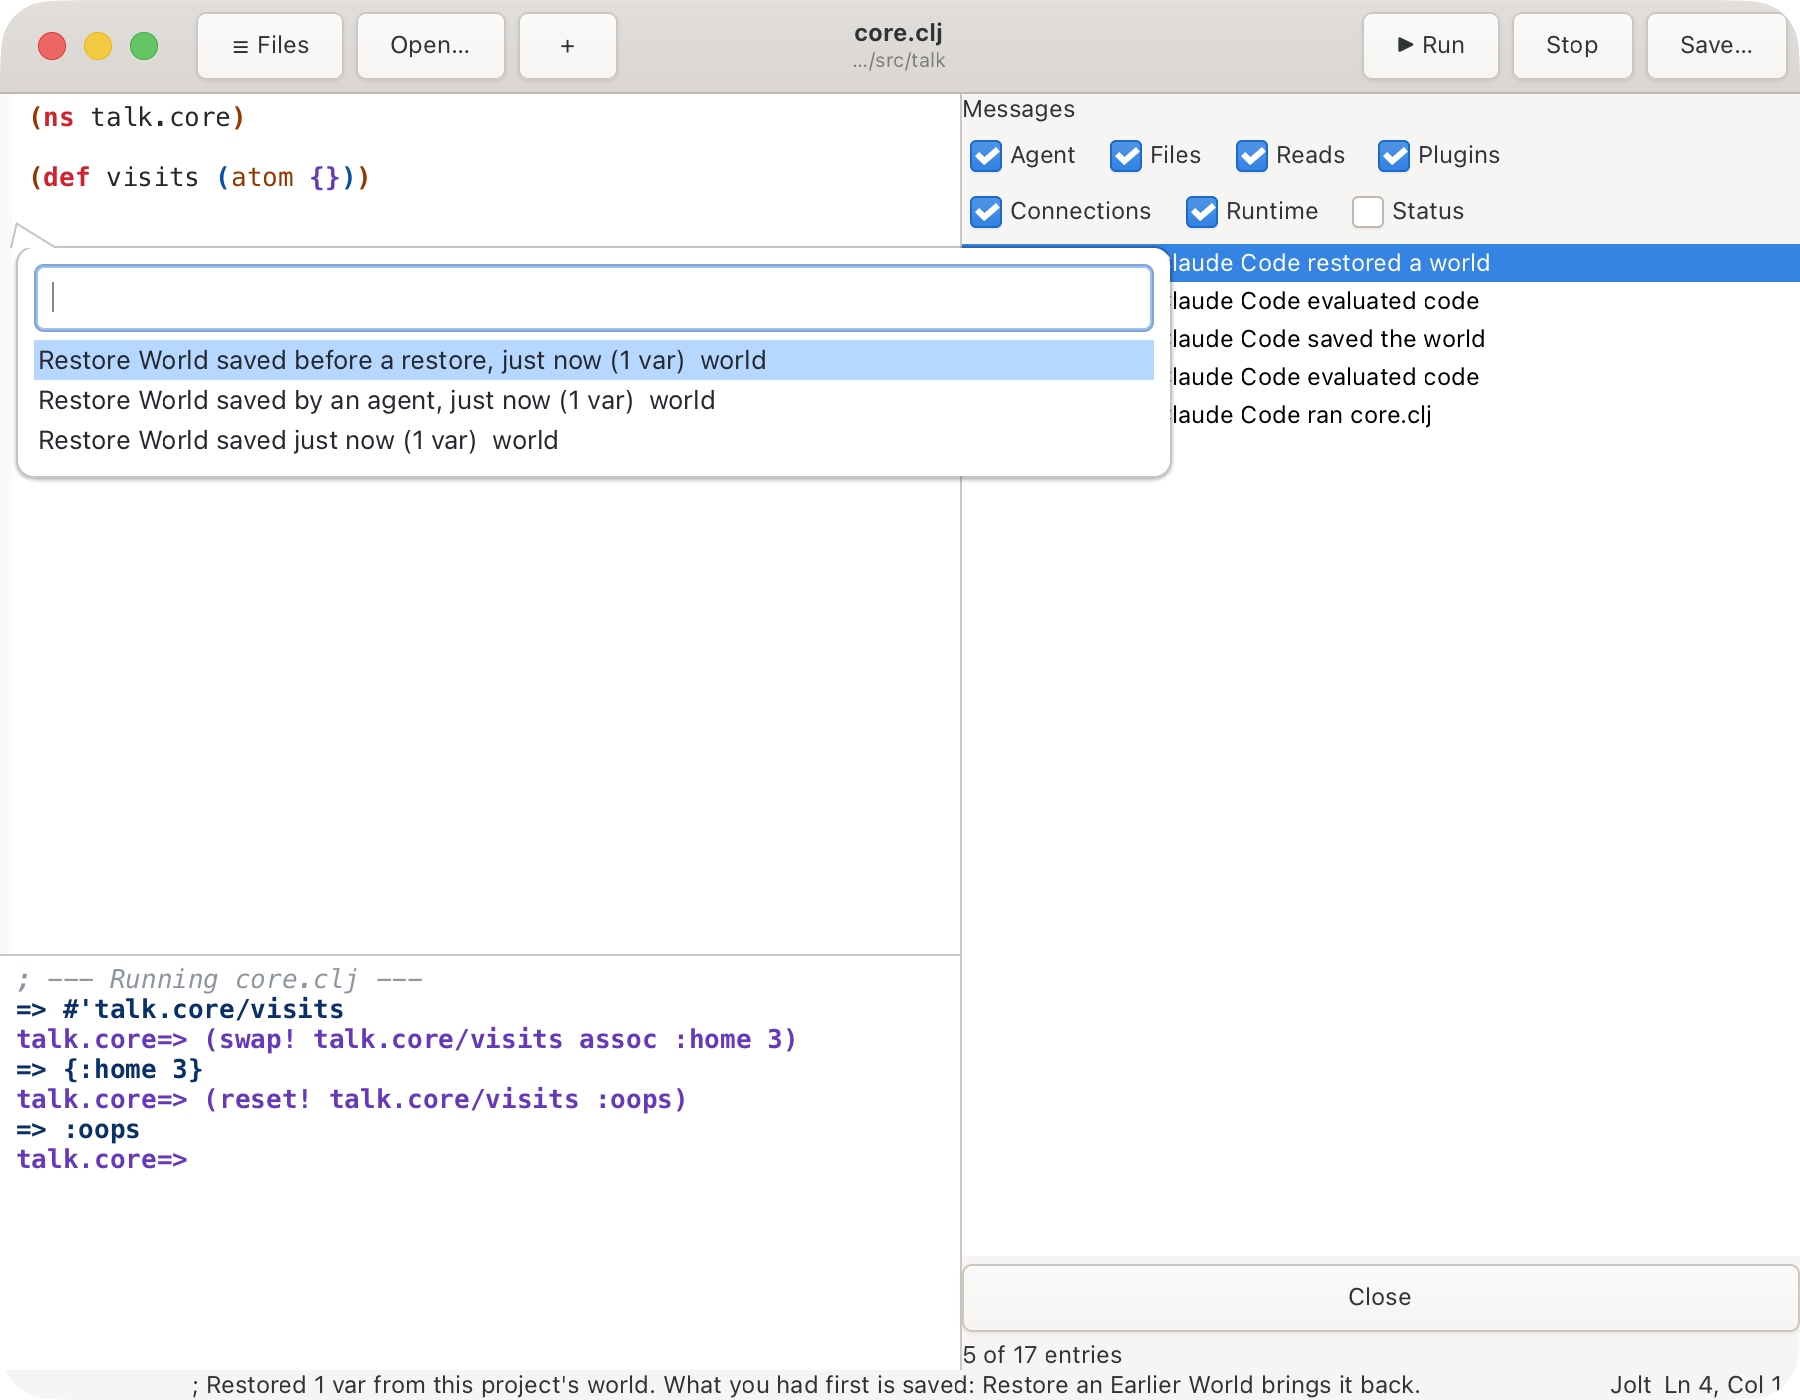 ≡ Files
Open...
+
core.clj
.../src/talk
▶ Run
Stop
Save...
(ns talk.core)
(def visits (atom {}))
Restore World saved before a restore, just now (1 var)  world
Restore World saved by an agent, just now (1 var)  world
Restore World saved just now (1 var)  world
; --- Running core.clj ---
=> #'talk.core/visits
talk.core=> (swap! talk.core/visits assoc :home 3)
=> {:home 3}
talk.core=> (reset! talk.core/visits :oops)
=> :oops
talk.core=>
Messages
Agent
Files
Reads
Plugins
Connections
Runtime
Status
laude Code restored a world
laude Code evaluated code
laude Code saved the world
laude Code evaluated code
laude Code ran core.clj
Close
5 of 17 entries
; Restored 1 var from this project's world. What you had first is saved: Restore an Earlier World brings it back.
Jolt  Ln 4, Col 1